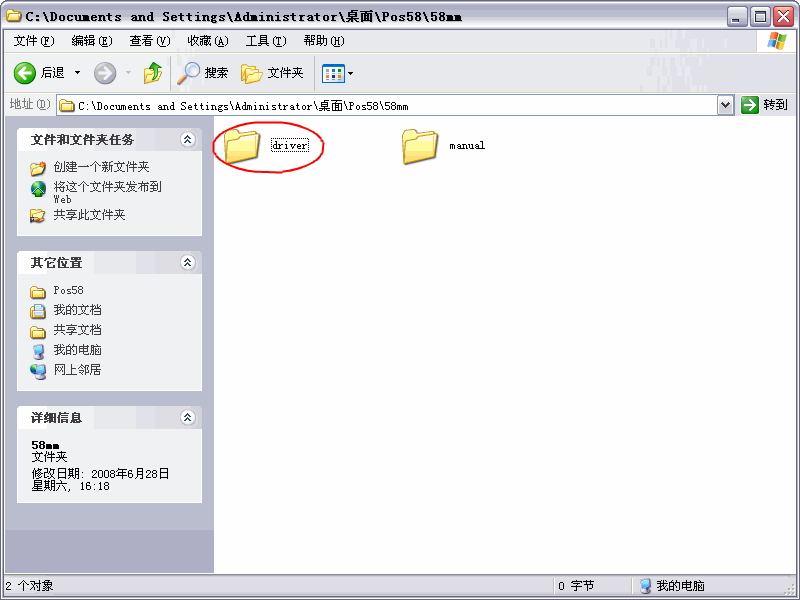 C:\Documents and Settings\Administrator\桌面\Pos58\58mm
文件(F) 编辑(E) 查看(V) 收藏(A) 工具(T) 帮助(H)
后退 搜索 文件夹
地址(D) C:\Documents and Settings\Administrator\桌面\Pos58\58mm 转到
文件和文件夹任务
创建一个新文件夹
将这个文件夹发布到
Web
共享此文件夹
其它位置
Pos58
我的文档
共享文档
我的电脑
网上邻居
详细信息
58mm
文件夹
修改日期: 2008年6月28日
星期六, 16:18
driver manual
2 个对象 0 字节 我的电脑